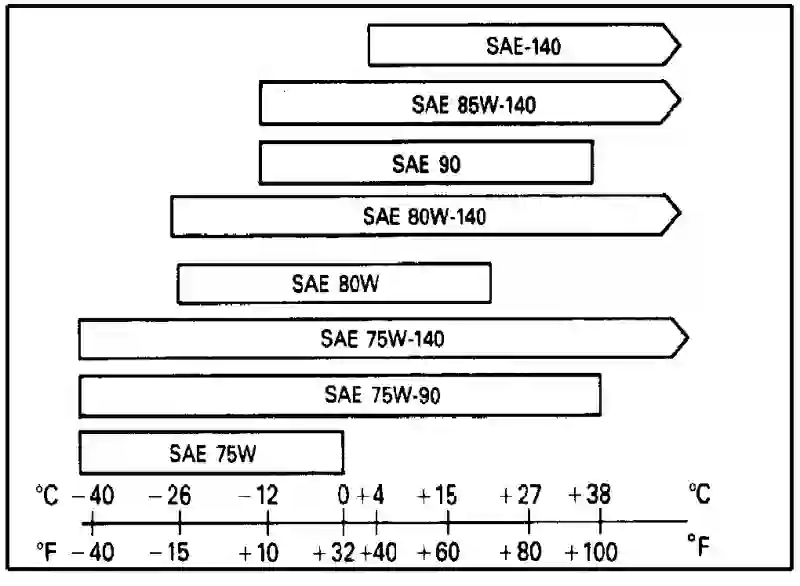 SAE-140
SAE 85W-140
SAE 90
SAE 80W-140
SAE 80W
SAE 75W-140
SAE 75W-90
SAE 75W
°C -40 -26 -12 0 +4 +15 +27 +38 °C
°F -40 -15 +10 +32 +40 +60 +80 +100 °F